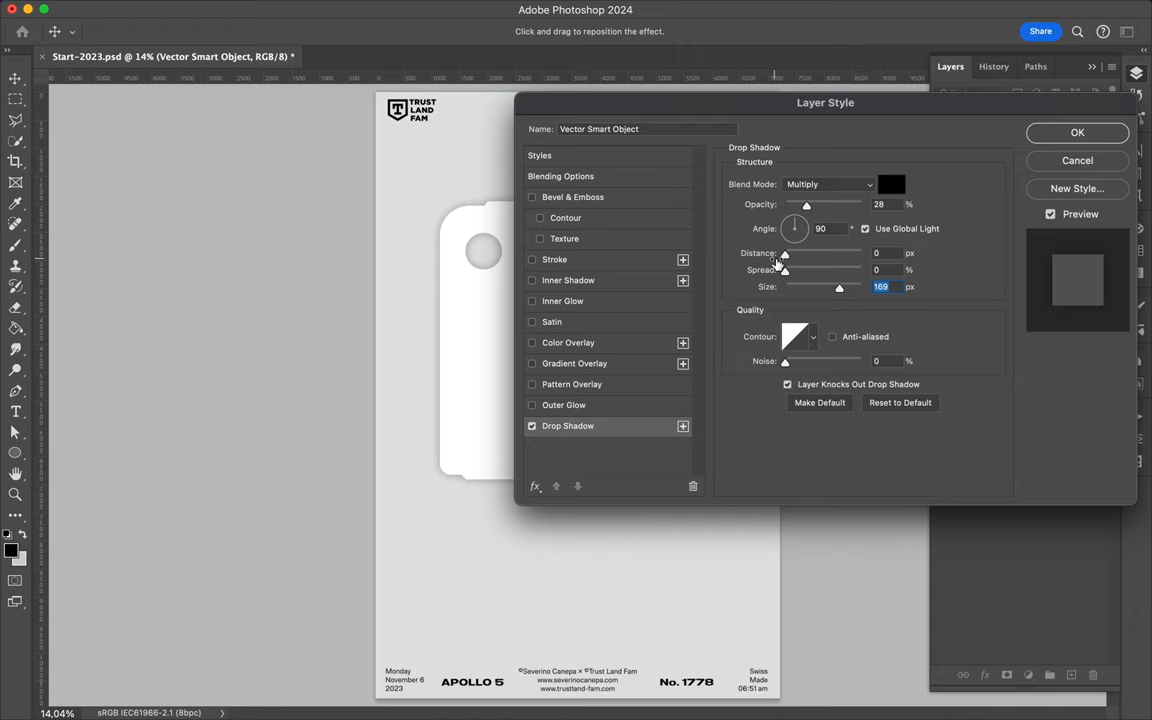 Adobe Photoshop 2024
Click and drag to reposition the effect.
Share
Start-2023.psd @ 14% (Vector Smart Object, RGB/8) *
Layers
History
Paths
TRUST
LAND
FAM
Layer Style
Name:
Vector Smart Object
Styles
Blending Options
Bevel & Emboss
Contour
Texture
Stroke
Inner Shadow
Inner Glow
Satin
Color Overlay
Gradient Overlay
Pattern Overlay
Outer Glow
Drop Shadow
Drop Shadow
Structure
Blend Mode: Multiply
Opacity: 28 %
Angle: 90 ° Use Global Light
Distance: 0 px
Spread: 0 %
Size: 169 px
Quality
Contour: Anti-aliased
Noise: 0 %
Layer Knocks Out Drop Shadow
Make Default
Reset to Default
OK
Cancel
New Style...
Preview
Monday
November 6
2023
APOLLO 5
©Severino Canepa × ©Trust Land Fam
www.severinocanepa.com
www.trustland-fam.com
No. 1778
Swiss
Made
06:51 am
14,04%
sRGB IEC61966-2.1 (8bpc)